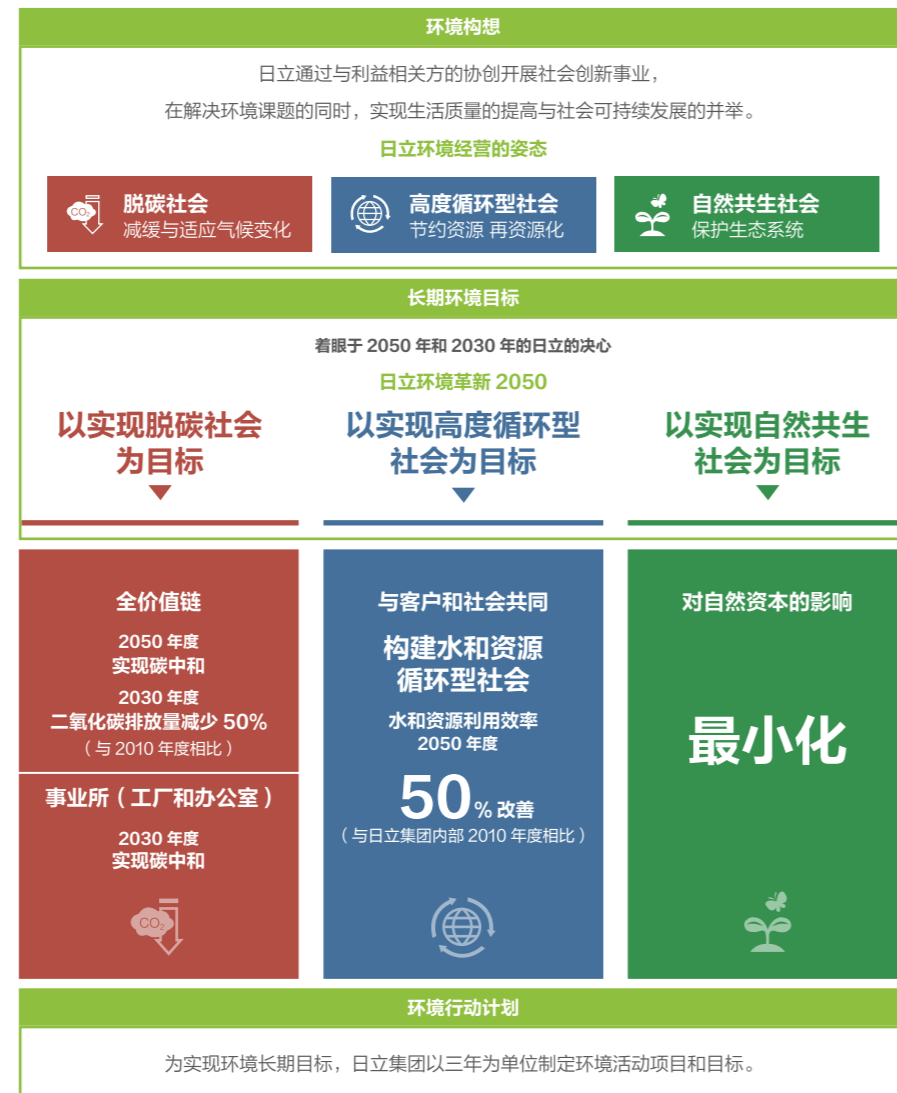 环境构想
日立通过与利益相关方的协创开展社会创新事业，
在解决环境课题的同时，实现生活质量的提高与社会可持续发展的并举。
日立环境经营的姿态
CO₂
脱碳社会
减缓与适应气候变化
高度循环型社会
节约资源 再资源化
自然共生社会
保护生态系统
长期环境目标
着眼于 2050 年和 2030 年的日立的决心
日立环境革新 2050
以实现脱碳社会
为目标
以实现高度循环型
社会为目标
以实现自然共生
社会为目标
全价值链
2050 年度
实现碳中和
2030 年度
二氧化碳排放量减少 50%
（与 2010 年度相比）
事业所（工厂和办公室）
2030 年度
实现碳中和
CO₂
与客户和社会共同
构建水和资源
循环型社会
水和资源利用效率
2050 年度
50% 改善
（与日立集团内部 2010 年度相比）
对自然资本的影响
最小化
环境行动计划
为实现环境长期目标，日立集团以三年为单位制定环境活动项目和目标。